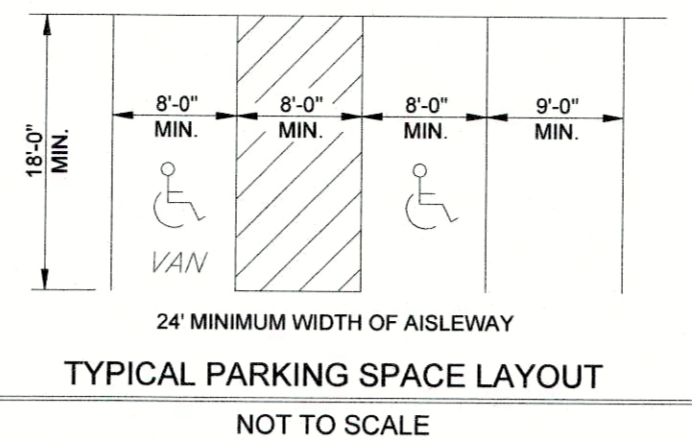 8'-0" 8'-0" 8'-0" 9'-0"
MIN. MIN. MIN. MIN.
18'-0"
MIN.
VAN
24' MINIMUM WIDTH OF AISLEWAY
TYPICAL PARKING SPACE LAYOUT
NOT TO SCALE